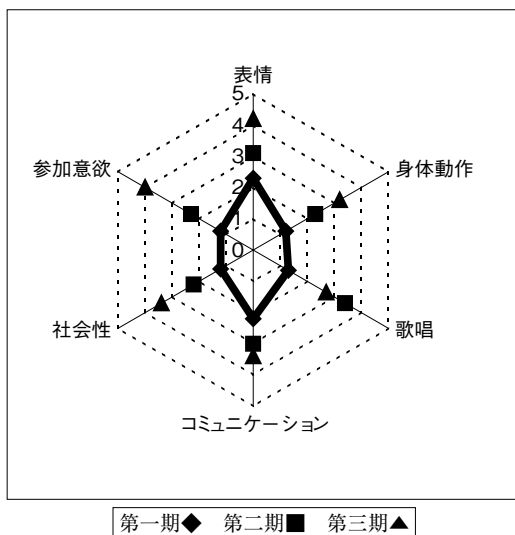 表情
5
4
3
2
1
0
参加意欲
身体動作
社会性
歌唱
コミュニケーション
第一期◆ 第二期■ 第三期▲